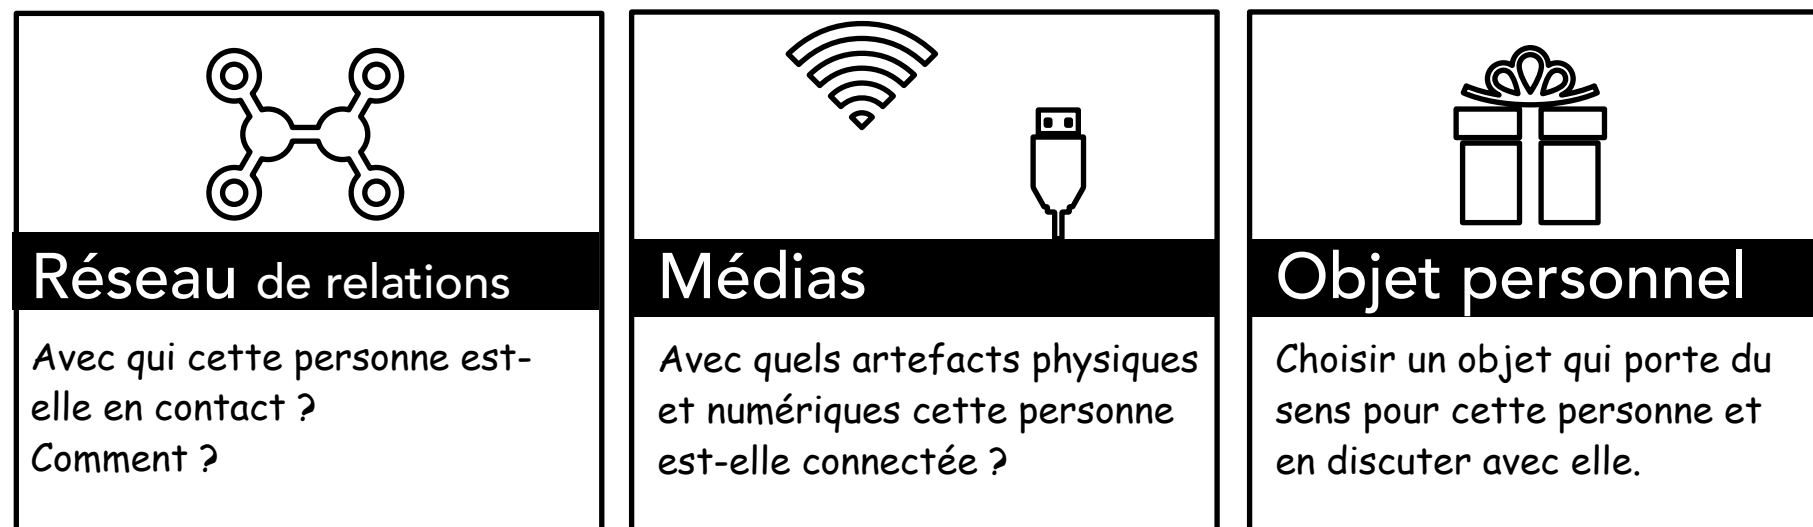 Réseau de relations
Avec qui cette personne est-
elle en contact ?
Comment ?
Médias
Avec quels artefacts physiques
et numériques cette personne
est-elle connectée ?
Objet personnel
Choisir un objet qui porte du
sens pour cette personne et
en discuter avec elle.